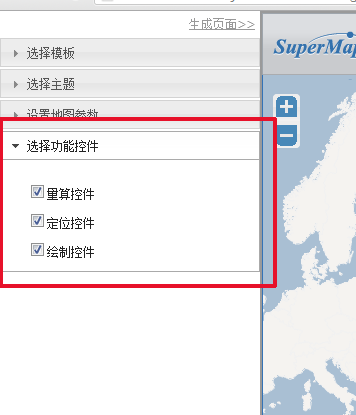 生成页面>>
选择模板
选择主题
设置地图参数
选择功能控件
量算控件
定位控件
绘制控件
SuperMap